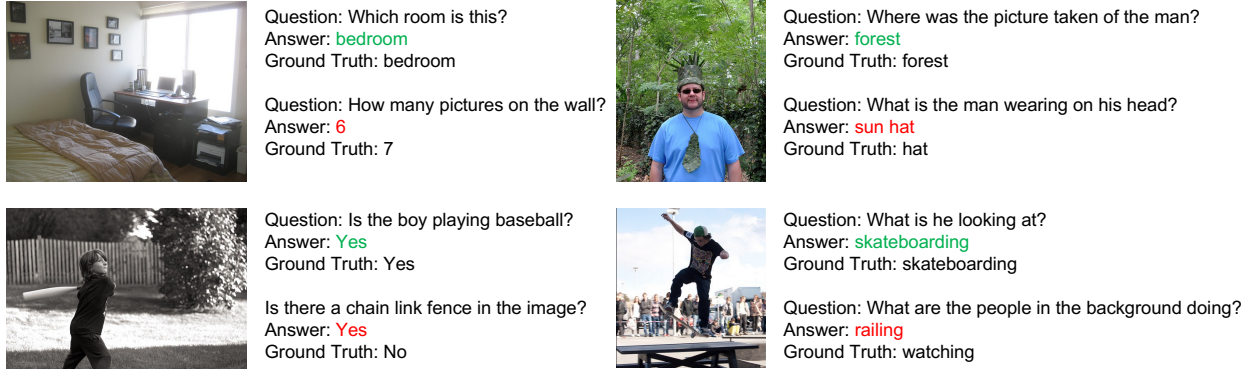 Question: Which room is this?
Answer: bedroom
Ground Truth: bedroom
Question: How many pictures on the wall?
Answer: 6
Ground Truth: 7
Question: Where was the picture taken of the man?
Answer: forest
Ground Truth: forest
Question: What is the man wearing on his head?
Answer: sun hat
Ground Truth: hat
Question: Is the boy playing baseball?
Answer: Yes
Ground Truth: Yes
Is there a chain link fence in the image?
Answer: Yes
Ground Truth: No
Question: What is he looking at?
Answer: skateboarding
Ground Truth: skateboarding
Question: What are the people in the background doing?
Answer: railing
Ground Truth: watching